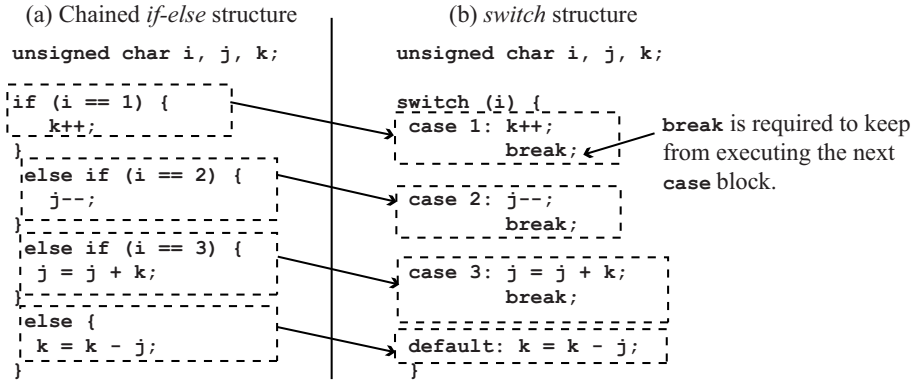 (a) Chained if-else structure
unsigned char i, j, k;
if (i == 1) {
k++;
}
else if (i == 2) {
j--;
}
else if (i == 3) {
j = j + k;
}
else {
k = k - j;
}
(b) switch structure
unsigned char i, j, k;
switch (i) {
case 1: k++;
break;
case 2: j--;
break;
case 3: j = j + k;
break;
default: k = k - j;
}
break is required to keep
from executing the next
case block.